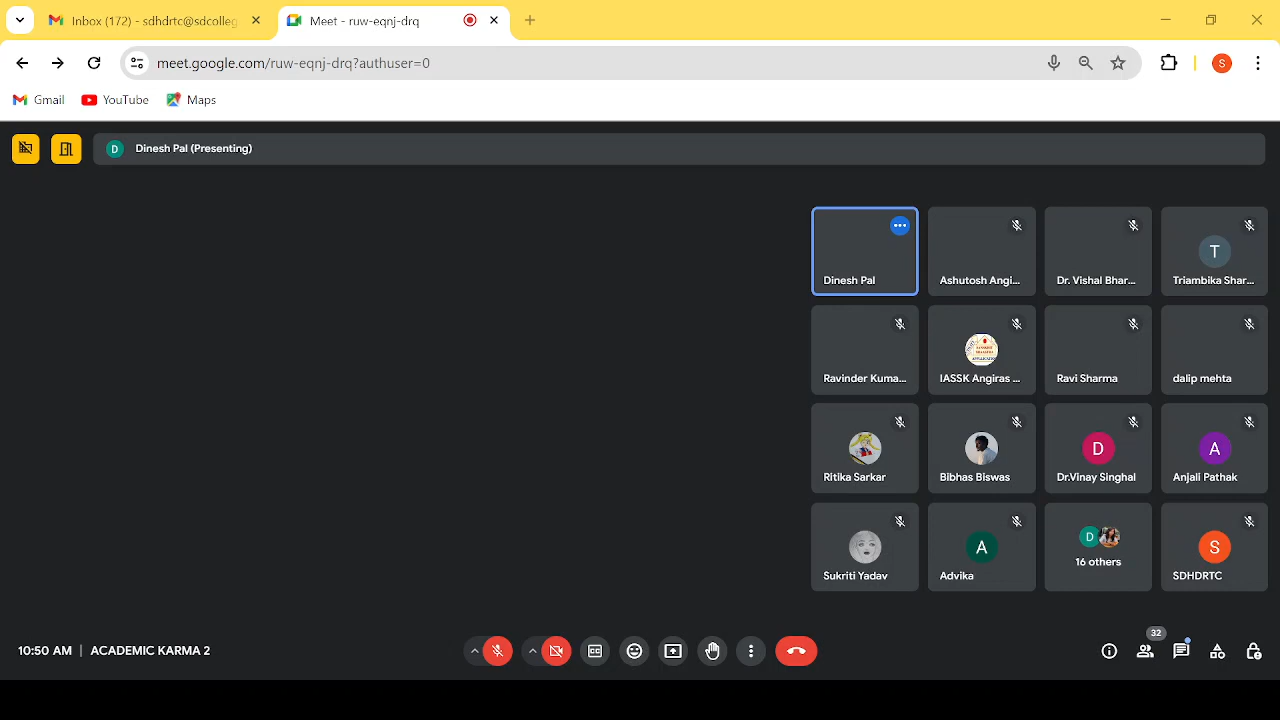 Inbox (172) - sdhdrtc@sdcolleg
Meet - ruw-eqnj-drq
meet.google.com/ruw-eqnj-drq?authuser=0
S
Gmail
YouTube
Maps
D
Dinesh Pal (Presenting)
Dinesh Pal
Ashutosh Angi...
Dr. Vishal Bhar...
T
Triambika Shar...
Ravinder Kuma...
IASSK Angiras ...
Ravi Sharma
dalip mehta
Ritika Sarkar
Bibhas Biswas
D
Dr.Vinay Singhal
A
Anjali Pathak
Sukriti Yadav
A
Advika
D
16 others
S
SDHDRTC
10:50 AM | ACADEMIC KARMA 2
32